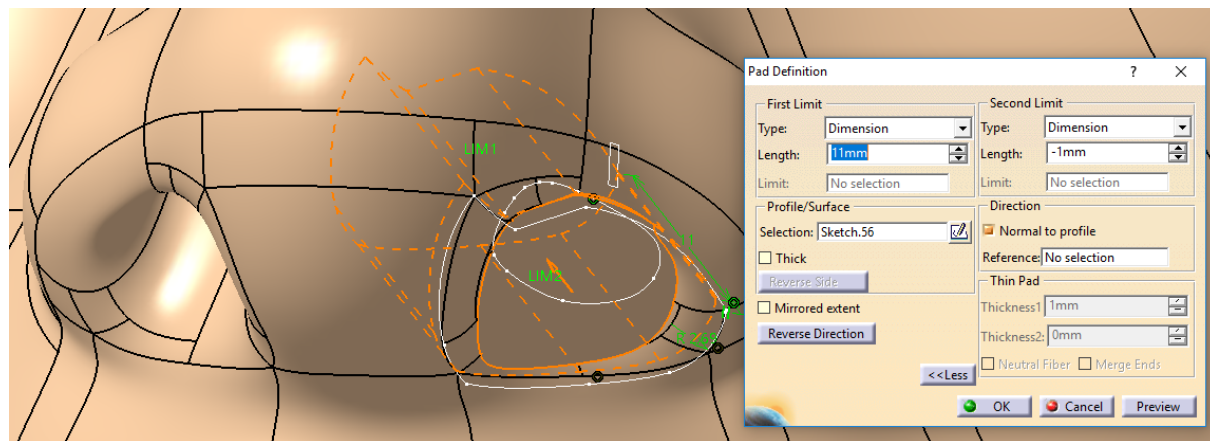 Pad Definition ? X
First Limit
Type: Dimension
Length: 11mm
Limit: No selection
Second Limit
Type: Dimension
Length: -1mm
Limit: No selection
Profile/Surface
Selection: Sketch.56
Thick
Reverse Side
Mirrored extent
Reverse Direction
Direction
Normal to profile
Reference: No selection
Thin Pad
Thickness1 1mm
Thickness2: 0mm
Neutral Fiber Merge Ends
<<Less
OK Cancel Preview
LIM1
LIM2